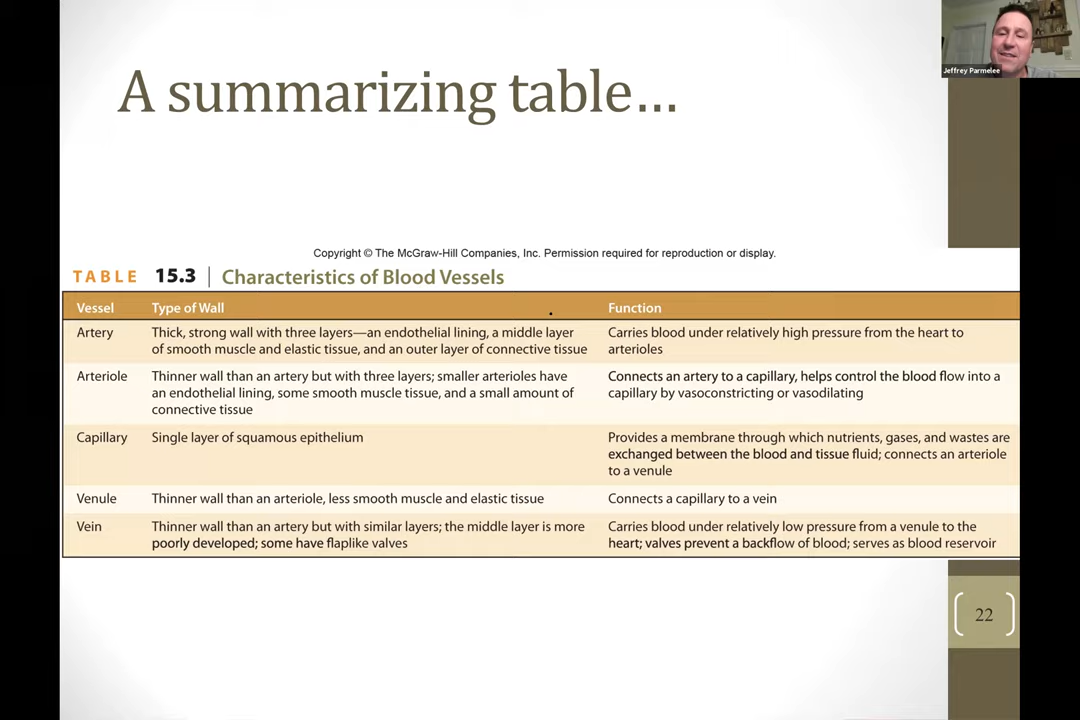 Jeffrey Parmelee
A summarizing table...
Copyright © The McGraw-Hill Companies, Inc. Permission required for reproduction or display.
TABLE 15.3 | Characteristics of Blood Vessels
Vessel Type of Wall Function
Artery Thick, strong wall with three layers—an endothelial lining, a middle layer Carries blood under relatively high pressure from the heart to
of smooth muscle and elastic tissue, and an outer layer of connective tissue arterioles
Arteriole Thinner wall than an artery but with three layers; smaller arterioles have Connects an artery to a capillary, helps control the blood flow into a
an endothelial lining, some smooth muscle tissue, and a small amount of capillary by vasoconstricting or vasodilating
connective tissue
Capillary Single layer of squamous epithelium Provides a membrane through which nutrients, gases, and wastes are
exchanged between the blood and tissue fluid; connects an arteriole
to a venule
Venule Thinner wall than an arteriole, less smooth muscle and elastic tissue Connects a capillary to a vein
Vein Thinner wall than an artery but with similar layers; the middle layer is more Carries blood under relatively low pressure from a venule to the
poorly developed; some have flaplike valves heart; valves prevent a backflow of blood; serves as blood reservoir
22